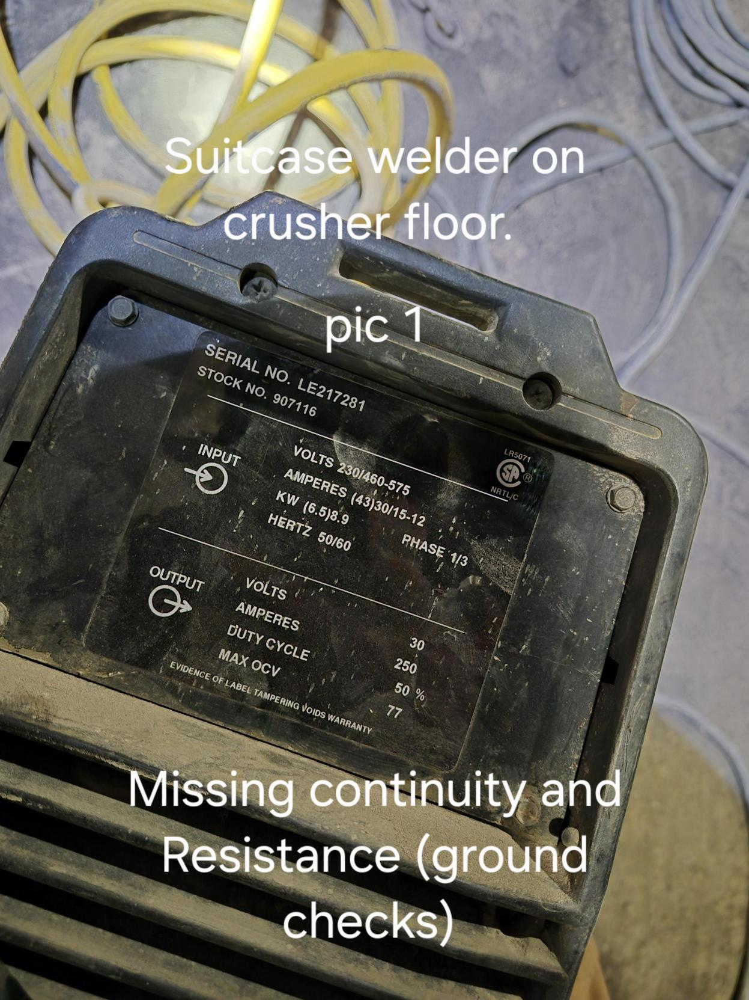 Suitcase welder on
crusher floor.
pic 1
SERIAL NO. LE217281
STOCK NO. 907116
LR5071
SP ®
NRTL/C
INPUT
VOLTS 230/460-575
AMPERES (43)30/15-12
KW (6.5)8.9
PHASE 1/3
HERTZ 50/60
OUTPUT
VOLTS 30
AMPERES 250
DUTY CYCLE 50 %
MAX OCV 77
EVIDENCE OF LABEL TAMPERING VOIDS WARRANTY
Missing continuity and
Resistance (ground
checks)